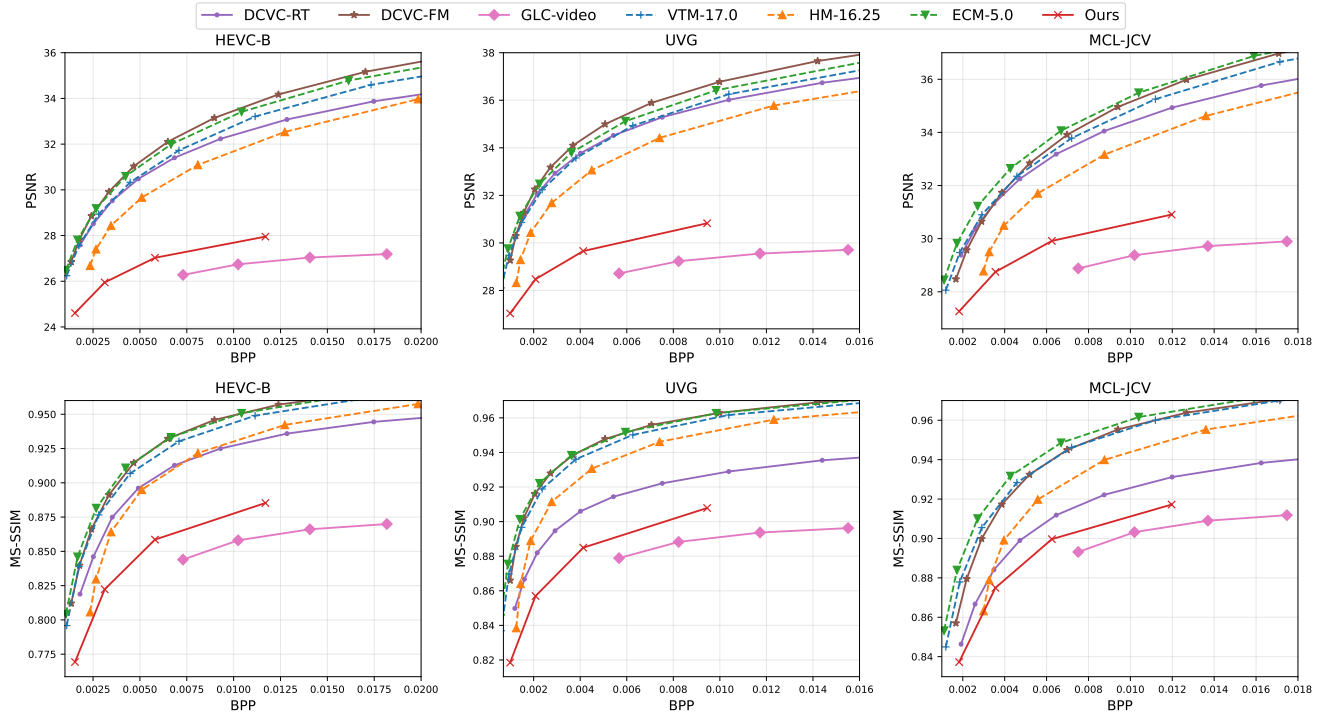 DCVC-RT DCVC-FM GLC-video VTM-17.0 HM-16.25 ECM-5.0 Ours
HEVC-B
36
34
32
30
28
26
24
PSNR
0.0025 0.0050 0.0075 0.0100 0.0125 0.0150 0.0175 0.0200
BPP
UVG
38
36
34
32
30
28
PSNR
0.002 0.004 0.006 0.008 0.010 0.012 0.014 0.016
BPP
MCL-JCV
36
34
32
30
28
PSNR
0.002 0.004 0.006 0.008 0.010 0.012 0.014 0.016 0.018
BPP
HEVC-B
0.950
0.925
0.900
0.875
0.850
0.825
0.800
0.775
MS-SSIM
0.0025 0.0050 0.0075 0.0100 0.0125 0.0150 0.0175 0.0200
BPP
UVG
0.96
0.94
0.92
0.90
0.88
0.86
0.84
0.82
MS-SSIM
0.002 0.004 0.006 0.008 0.010 0.012 0.014 0.016
BPP
MCL-JCV
0.96
0.94
0.92
0.90
0.88
0.86
0.84
MS-SSIM
0.002 0.004 0.006 0.008 0.010 0.012 0.014 0.016 0.018
BPP